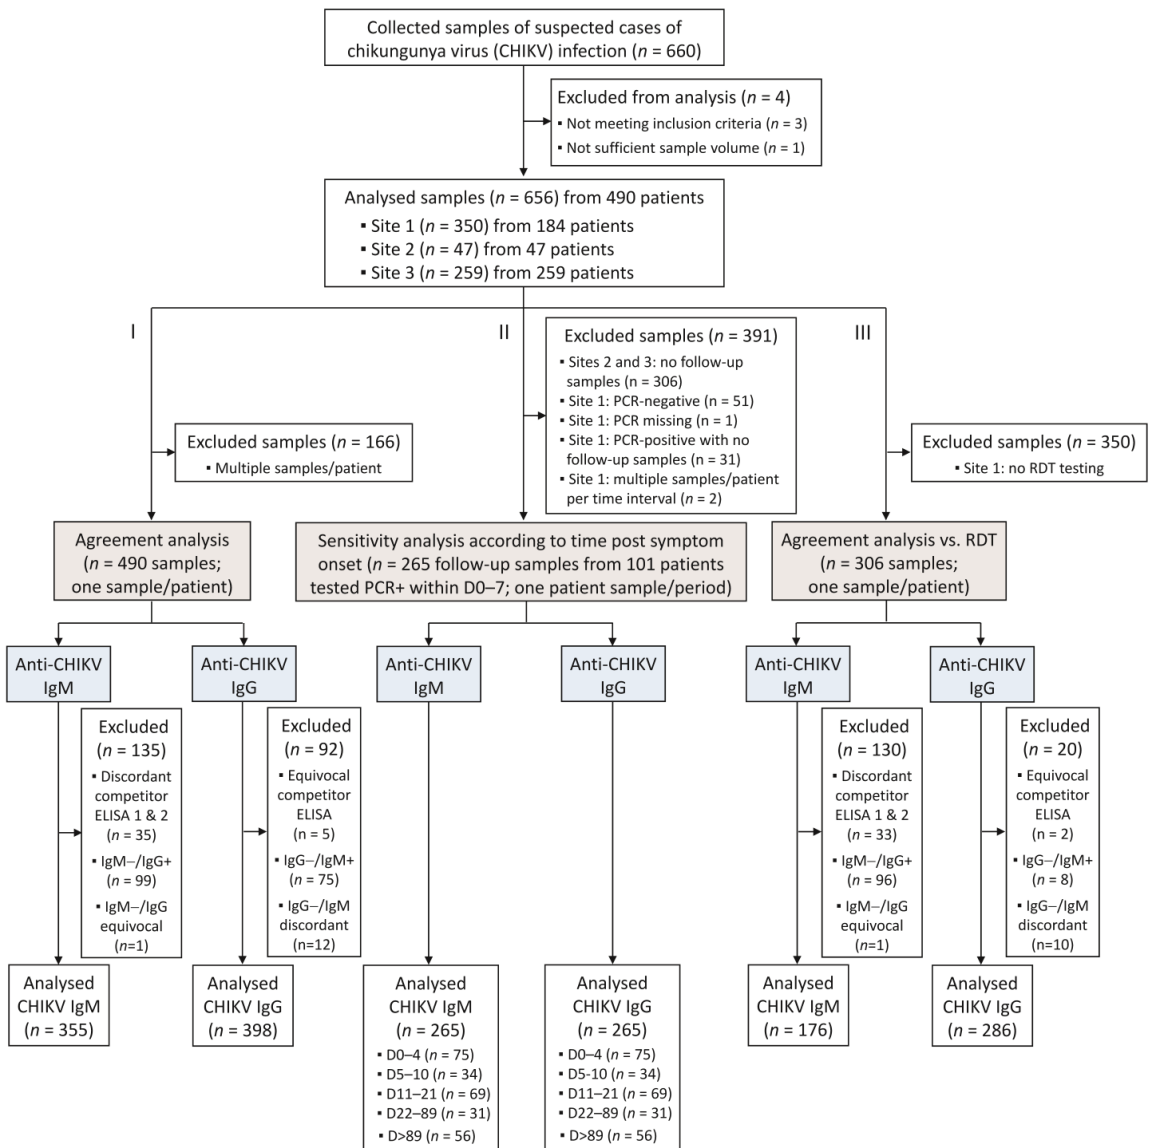 Collected samples of suspected cases of
chikungunya virus (CHIKV) infection (n = 660)
Excluded from analysis (n = 4)
▪ Not meeting inclusion criteria (n = 3)
▪ Not sufficient sample volume (n = 1)
Analysed samples (n = 656) from 490 patients
▪ Site 1 (n = 350) from 184 patients
▪ Site 2 (n = 47) from 47 patients
▪ Site 3 (n = 259) from 259 patients
I
II
III
Excluded samples (n = 166)
▪ Multiple samples/patient
Excluded samples (n = 391)
▪ Sites 2 and 3: no follow-up
samples (n = 306)
▪ Site 1: PCR-negative (n = 51)
▪ Site 1: PCR missing (n = 1)
▪ Site 1: PCR-positive with no
follow-up samples (n = 31)
▪ Site 1: multiple samples/patient
per time interval (n = 2)
Excluded samples (n = 350)
▪ Site 1: no RDT testing
Agreement analysis
(n = 490 samples;
one sample/patient)
Sensitivity analysis according to time post symptom
onset (n = 265 follow-up samples from 101 patients
tested PCR+ within D0–7; one patient sample/period)
Agreement analysis vs. RDT
(n = 306 samples;
one sample/patient)
Anti-CHIKV
IgM
Anti-CHIKV
IgG
Anti-CHIKV
IgM
Anti-CHIKV
IgG
Anti-CHIKV
IgM
Anti-CHIKV
IgG
Excluded
(n = 135)
▪ Discordant
competitor
ELISA 1 & 2
(n = 35)
▪ IgM–/IgG+
(n = 99)
▪ IgM–/IgG
equivocal
(n=1)
Excluded
(n = 92)
▪ Equivocal
competitor
ELISA
(n = 5)
▪ IgG–/IgM+
(n = 75)
▪ IgG–/IgM
discordant
(n=12)
Excluded
(n = 130)
▪ Discordant
competitor
ELISA 1 & 2
(n = 33)
▪ IgM–/IgG+
(n = 96)
▪ IgM–/IgG
equivocal
(n=1)
Excluded
(n = 20)
▪ Equivocal
competitor
ELISA
(n = 2)
▪ IgG–/IgM+
(n = 8)
▪ IgG–/IgM
discordant
(n=10)
Analysed
CHIKV IgM
(n = 355)
Analysed
CHIKV IgG
(n = 398)
Analysed
CHIKV IgM
(n = 265)
▪ D0–4 (n = 75)
▪ D5–10 (n = 34)
▪ D11–21 (n = 69)
▪ D22–89 (n = 31)
▪ D>89 (n = 56)
Analysed
CHIKV IgG
(n = 265)
▪ D0–4 (n = 75)
▪ D5-10 (n = 34)
▪ D11–21 (n = 69)
▪ D22–89 (n = 31)
▪ D>89 (n = 56)
Analysed
CHIKV IgM
(n = 176)
Analysed
CHIKV IgG
(n = 286)